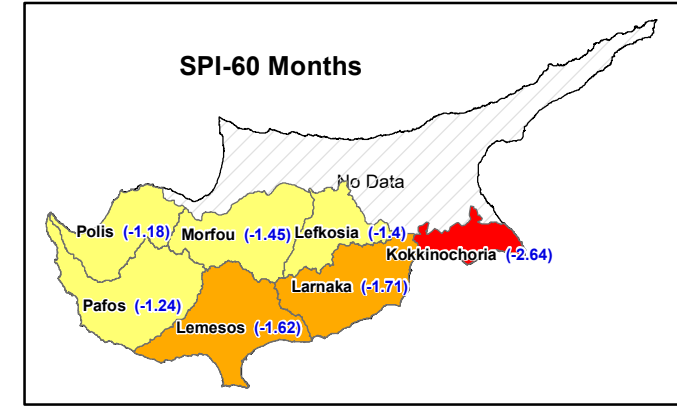 SPI-60 Months
No Data
Polis (-1.18)
Morfou (-1.45)
Lefkosia (-1.4)
Kokkinochoria (-2.64)
Pafos (-1.24)
Larnaka (-1.71)
Lemesos (-1.62)